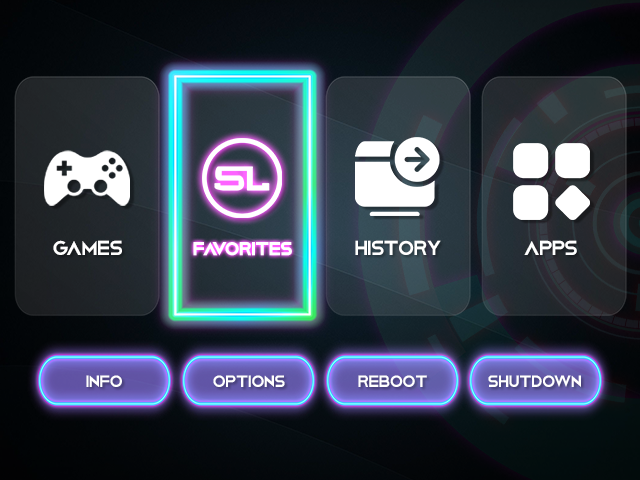 SL
GAMES
FAVORITES
HISTORY
APPS
INFO
OPTIONS
REBOOT
SHUTDOWN